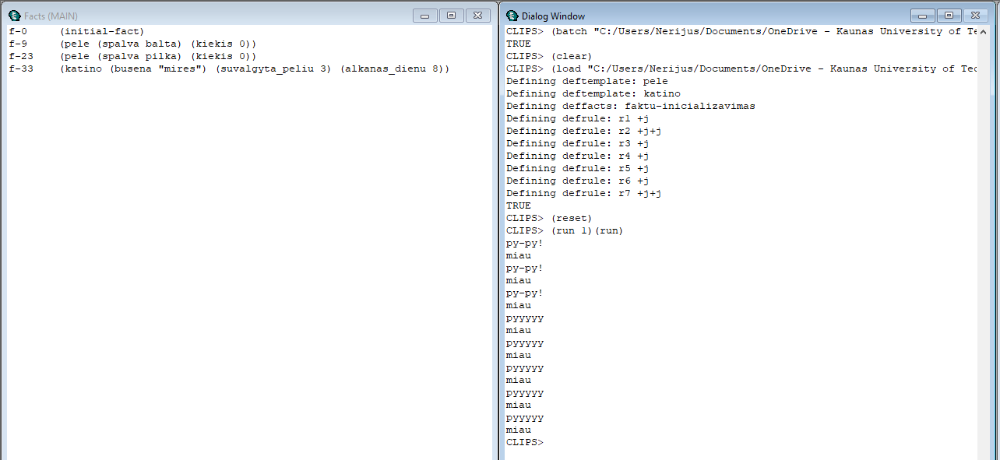 Facts (MAIN)
f-0 (initial-fact)
f-9 (pele (spalva balta) (kiekis 0))
f-23 (pele (spalva pilka) (kiekis 0))
f-33 (katino (busena "mires") (suvalgyta_peliu 3) (alkanas_dienu 8))
Dialog Window
CLIPS> (batch "C:/Users/Nerijus/Documents/OneDrive - Kaunas University of Te
TRUE
CLIPS> (clear)
CLIPS> (load "C:/Users/Nerijus/Documents/OneDrive - Kaunas University of Tec
Defining deftemplate: pele
Defining deftemplate: katino
Defining deffacts: faktu-inicializavimas
Defining defrule: r1 +j
Defining defrule: r2 +j+j
Defining defrule: r3 +j
Defining defrule: r4 +j
Defining defrule: r5 +j
Defining defrule: r6 +j
Defining defrule: r7 +j+j
TRUE
CLIPS> (reset)
CLIPS> (run 1)(run)
py-py!
miau
py-py!
miau
py-py!
miau
pyyyyy
miau
pyyyyy
miau
pyyyyy
miau
pyyyyy
miau
pyyyyy
miau
CLIPS>